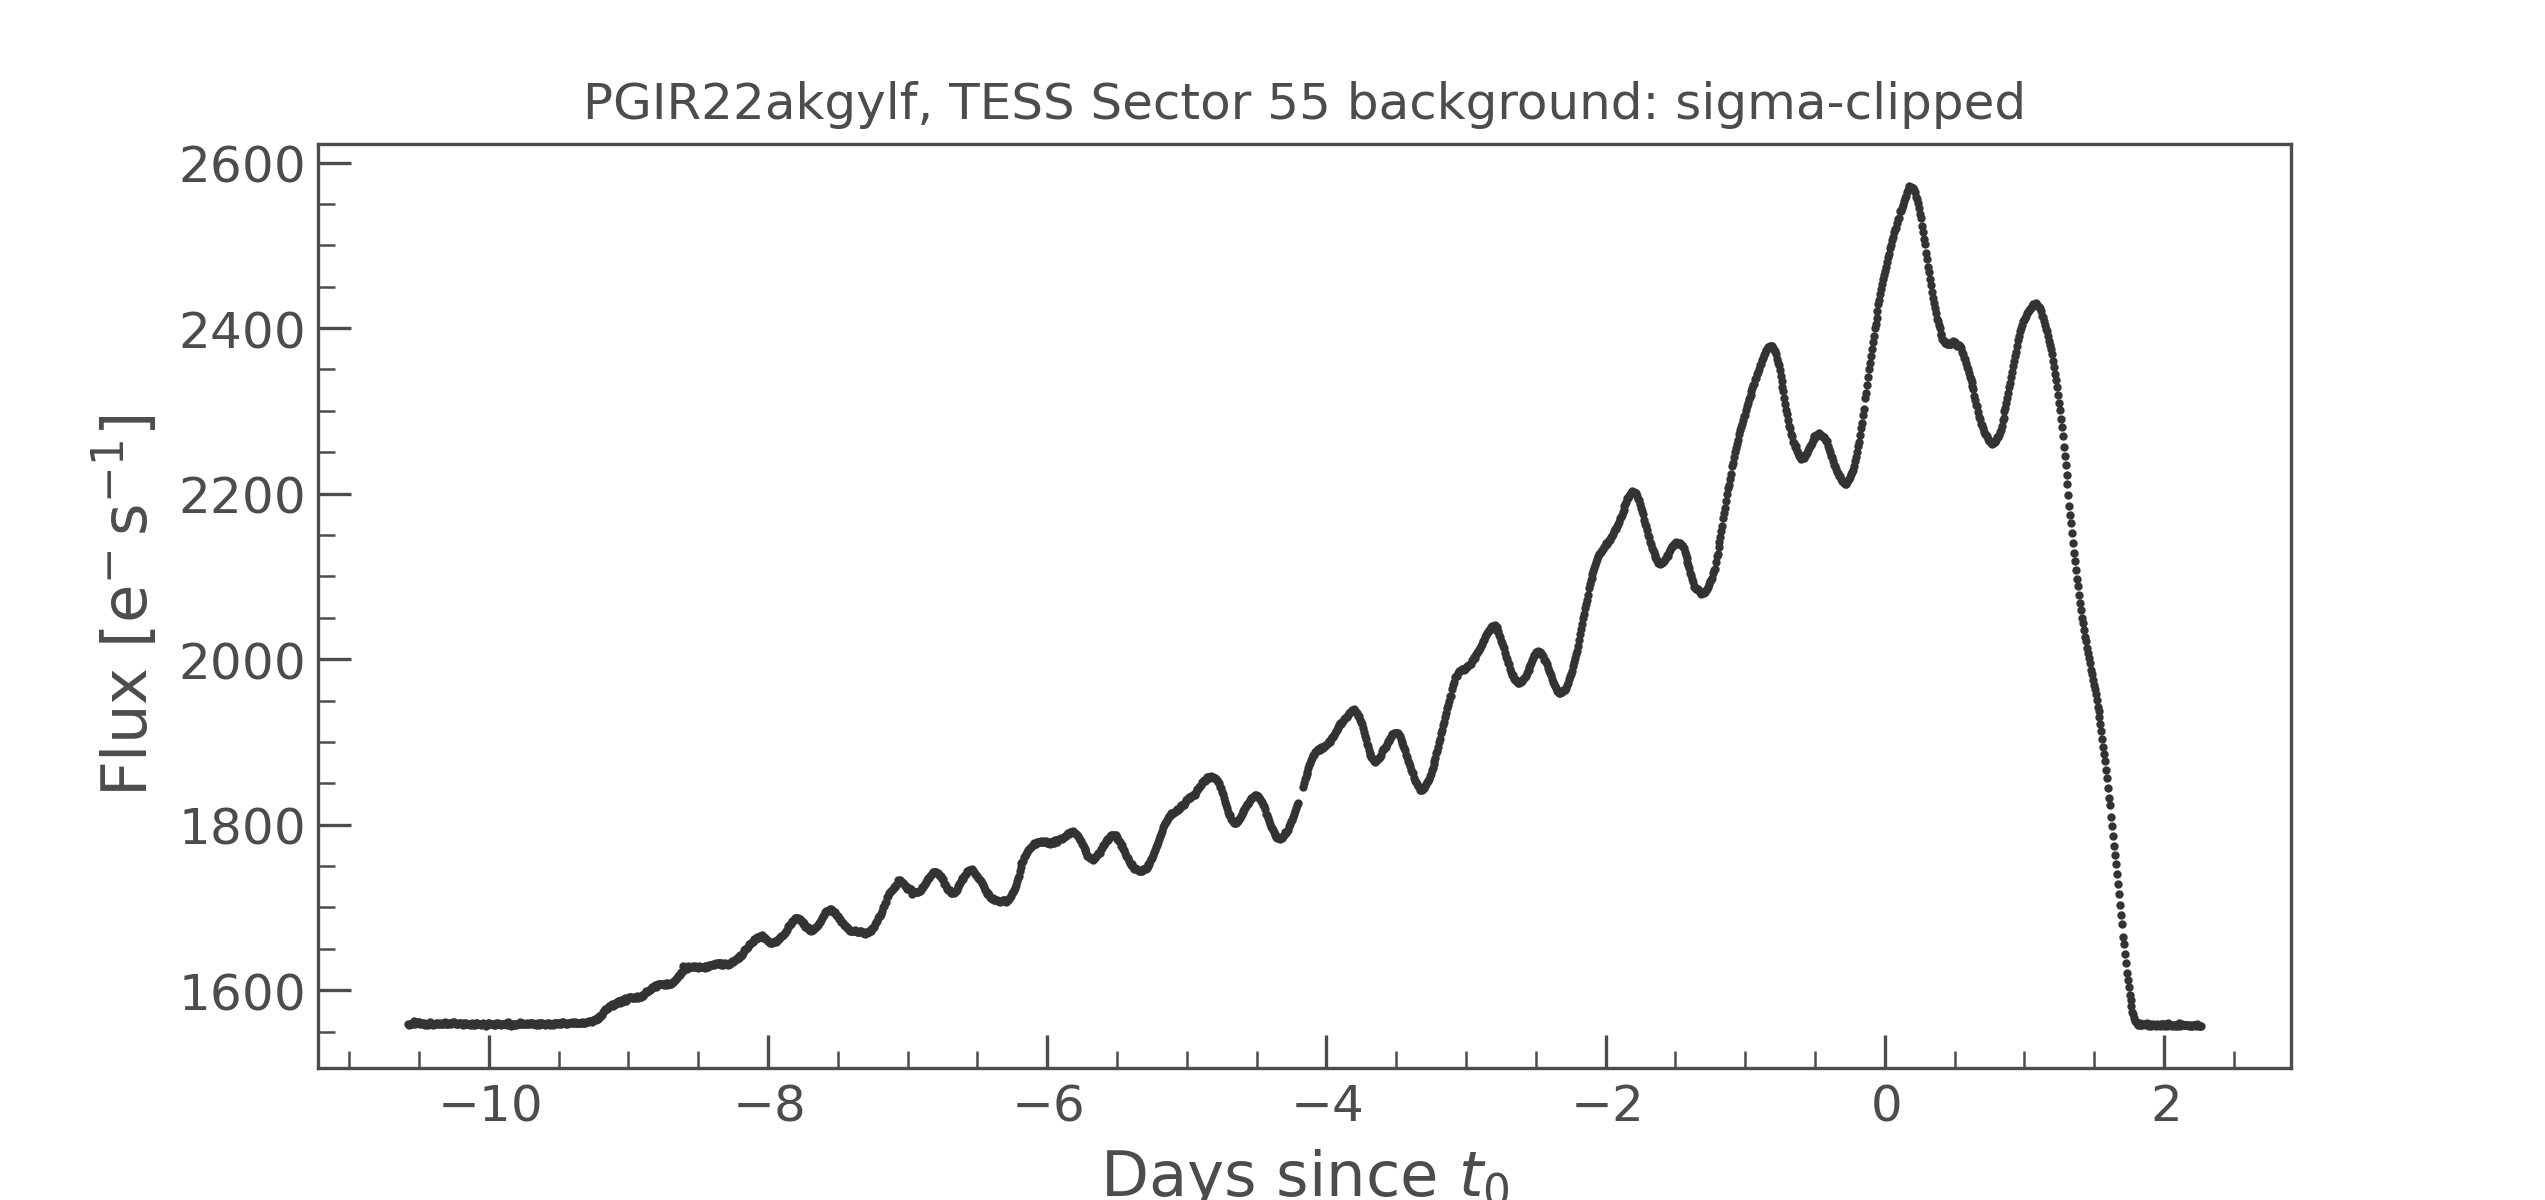 PGIR22akgylf, TESS Sector 55 background: sigma-clipped
2600
2400
2200
2000
1800
1600
Flux [e⁻ s⁻¹]
−10 −8 −6 −4 −2 0 2
Days since t₀